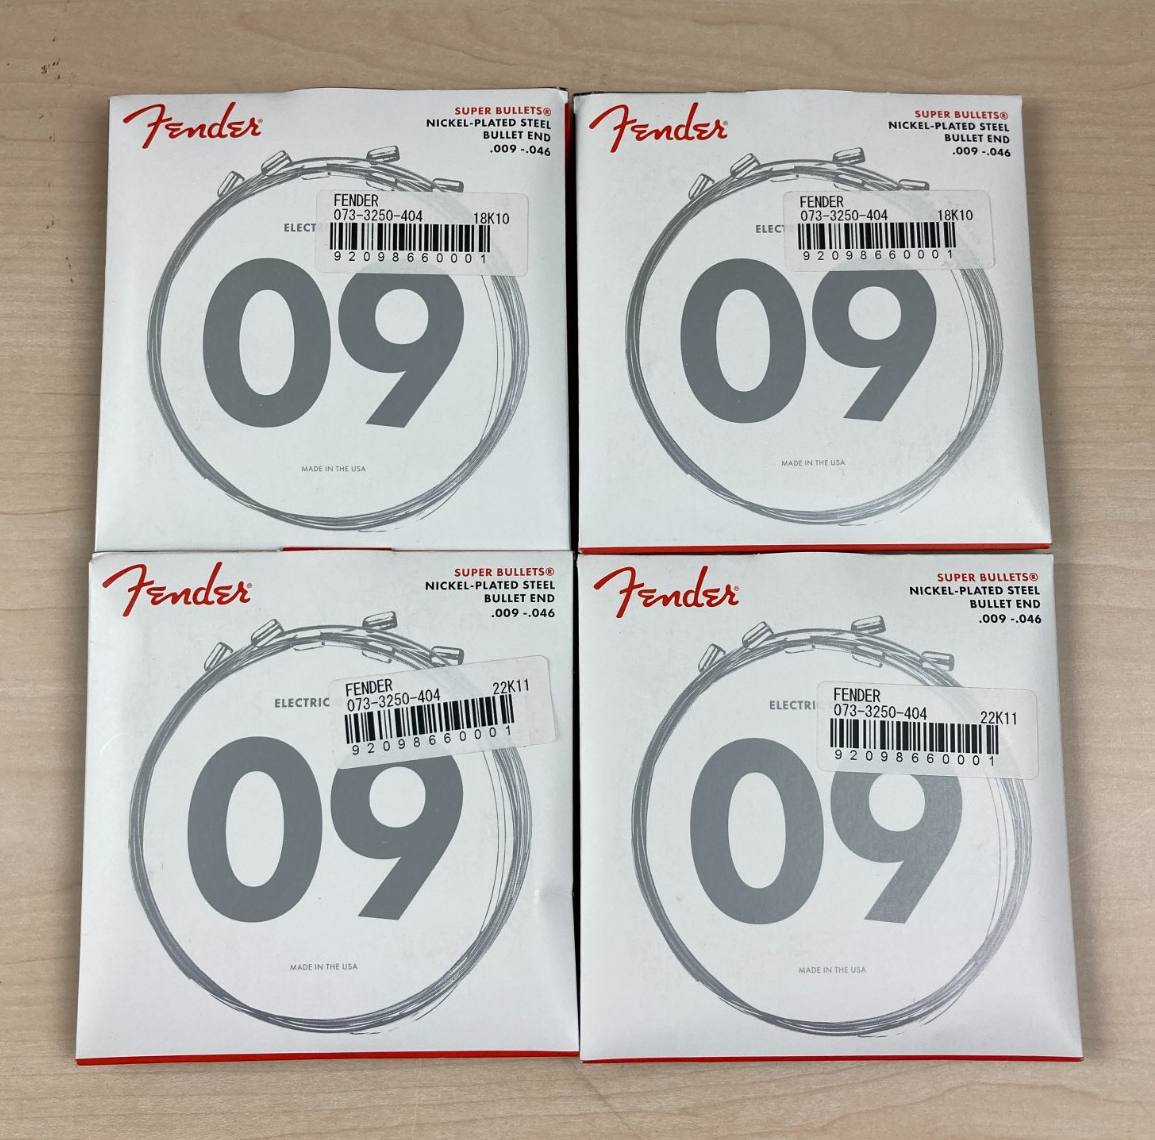 Fender®
SUPER BULLETS®
NICKEL-PLATED STEEL
BULLET END
.009 -.046
FENDER
073-3250-404 18K10
92098660001
ELECT
09
MADE IN THE USA
Fender®
SUPER BULLETS®
NICKEL-PLATED STEEL
BULLET END
.009 -.046
FENDER
073-3250-404 18K10
92098660001
ELECT
09
MADE IN THE USA
Fender®
SUPER BULLETS®
NICKEL-PLATED STEEL
BULLET END
.009 -.046
FENDER
073-3250-404 22K11
92098660001
ELECTRIC
09
MADE IN THE USA
Fender®
SUPER BULLETS®
NICKEL-PLATED STEEL
BULLET END
.009 -.046
FENDER
073-3250-404 22K11
92098660001
ELECTRIC
09
MADE IN THE USA